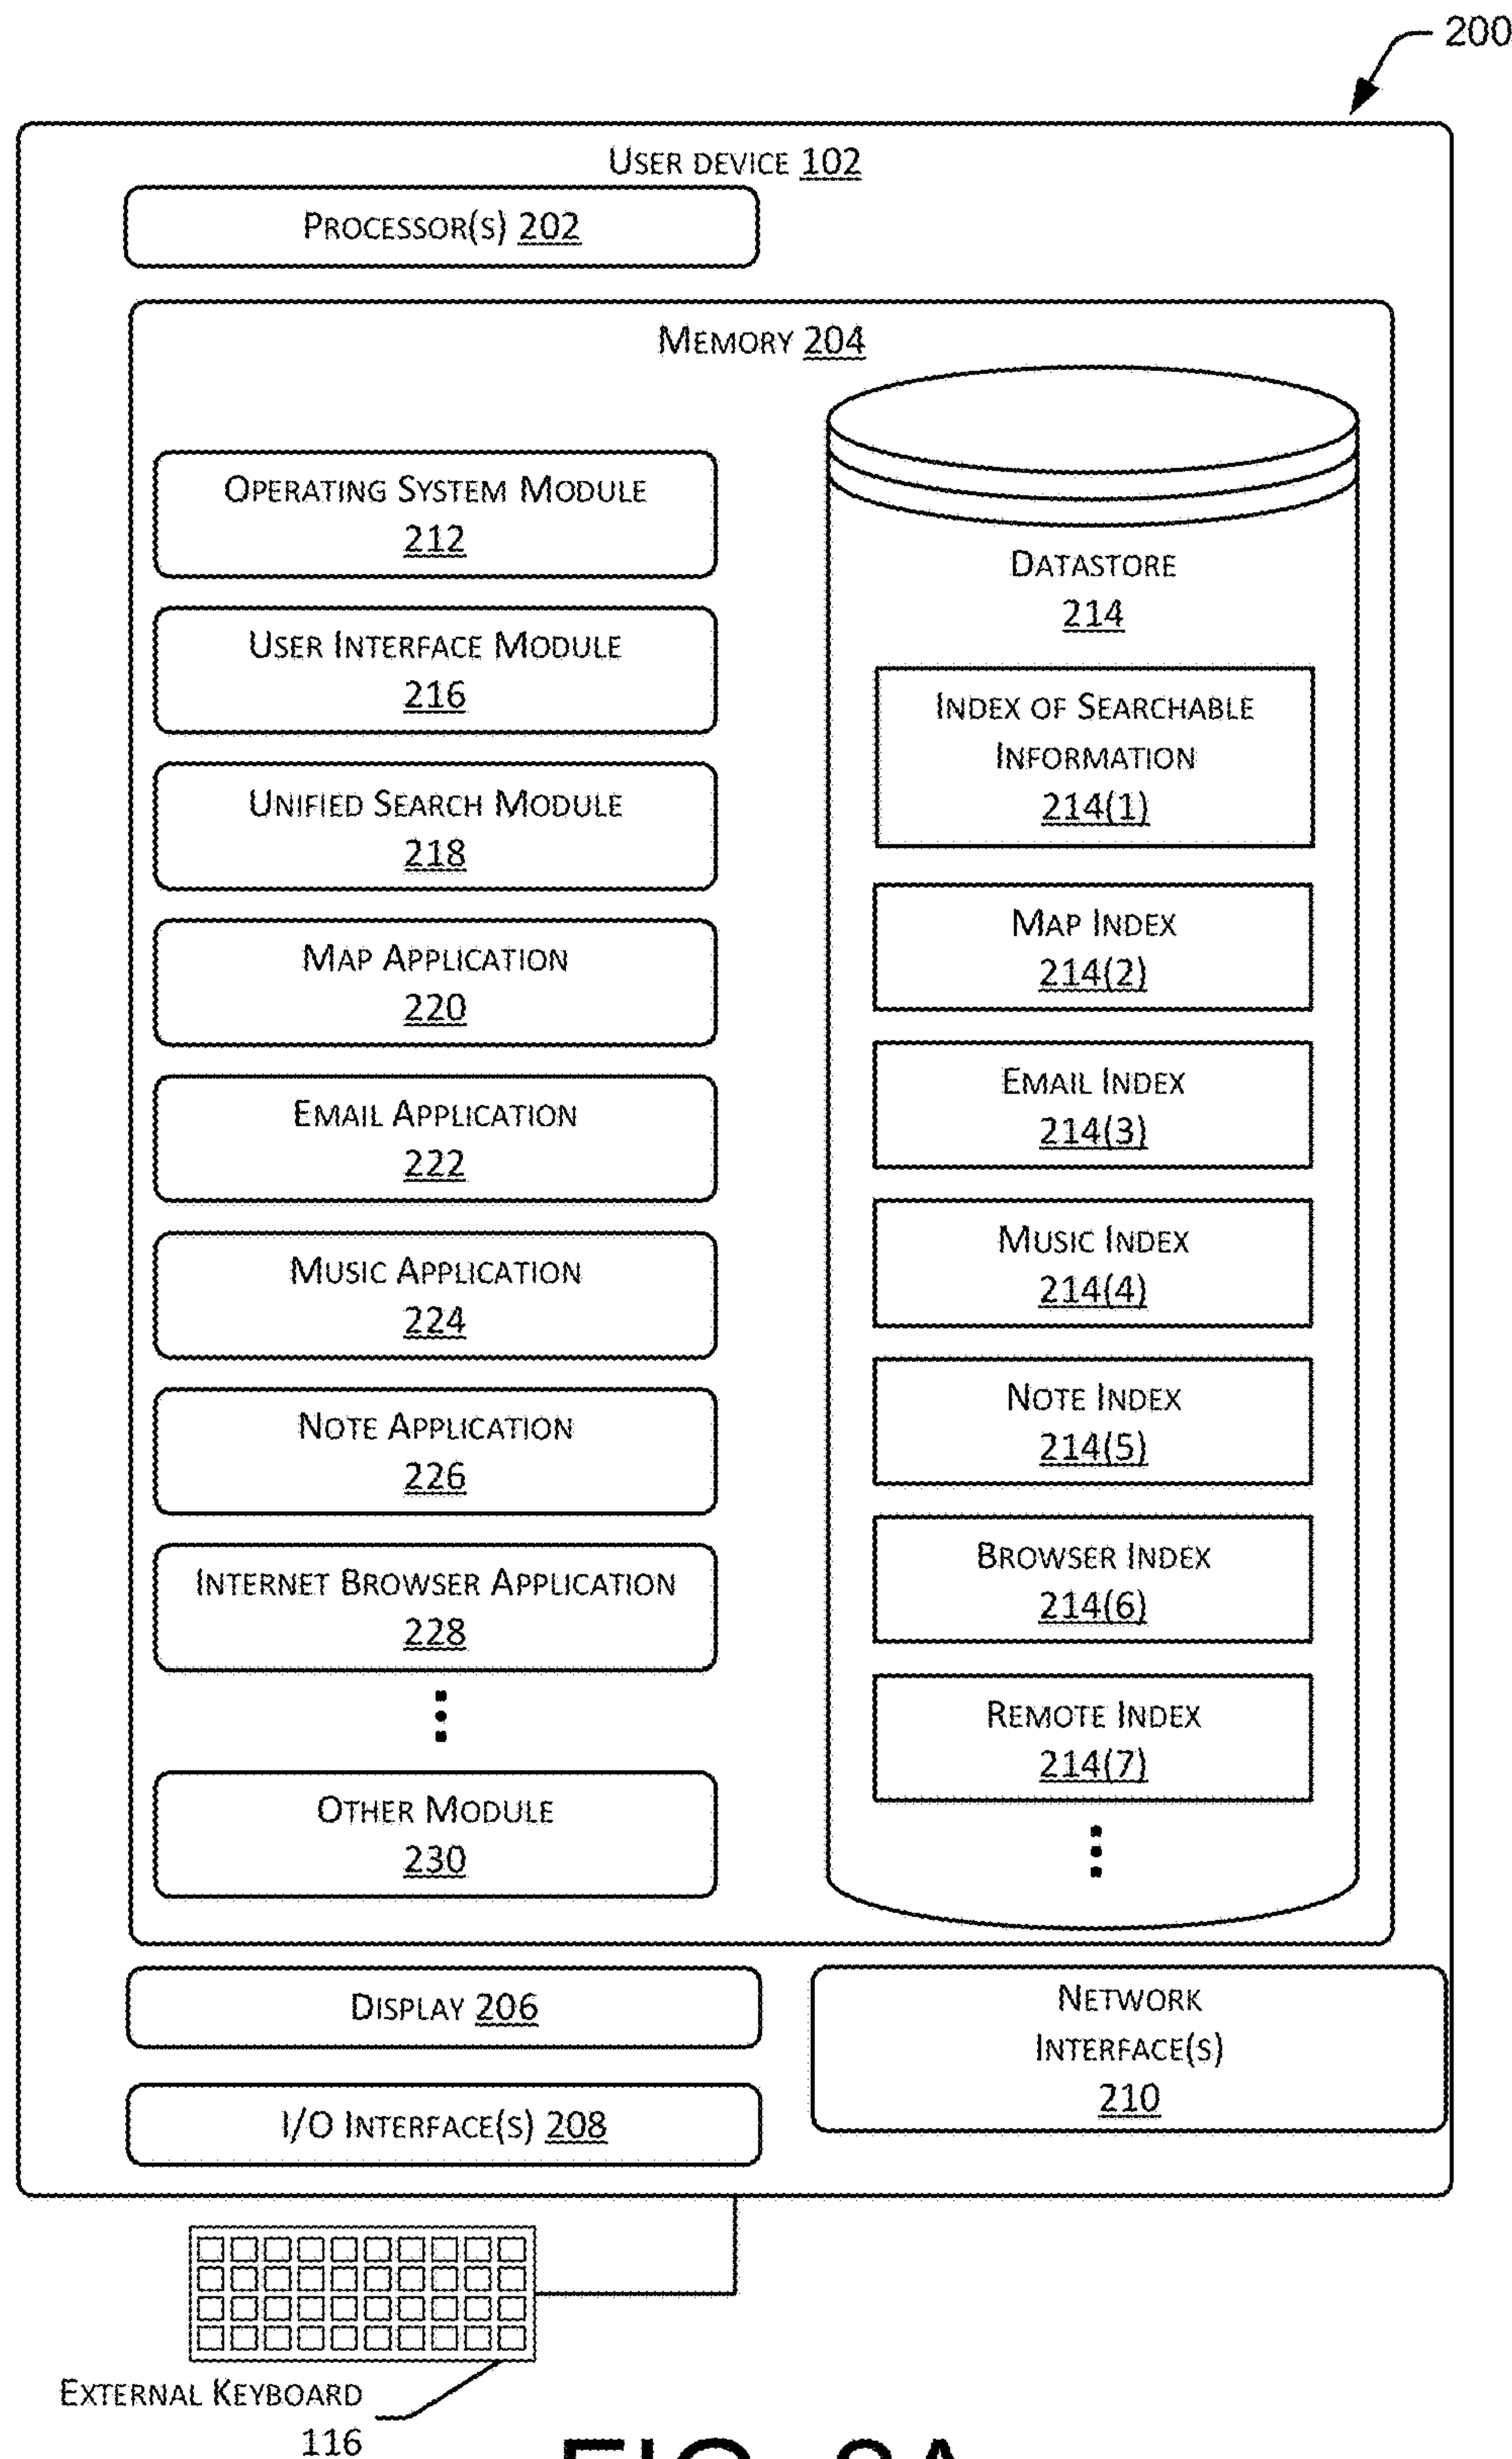 200
USER DEVICE 102
PROCESSOR(S) 202
MEMORY 204
OPERATING SYSTEM MODULE
212
USER INTERFACE MODULE
216
UNIFIED SEARCH MODULE
218
MAP APPLICATION
220
EMAIL APPLICATION
222
MUSIC APPLICATION
224
NOTE APPLICATION
226
INTERNET BROWSER APPLICATION
228
OTHER MODULE
230
DATASTORE
214
INDEX OF SEARCHABLE
INFORMATION
214(1)
MAP INDEX
214(2)
EMAIL INDEX
214(3)
MUSIC INDEX
214(4)
NOTE INDEX
214(5)
BROWSER INDEX
214(6)
REMOTE INDEX
214(7)
DISPLAY 206
I/O INTERFACE(S) 208
NETWORK
INTERFACE(S)
210
EXTERNAL KEYBOARD
116